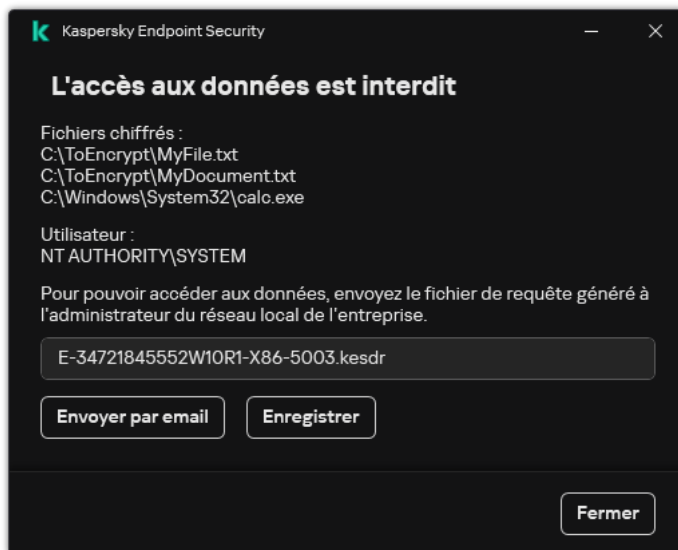 Kaspersky Endpoint Security
L'accès aux données est interdit
Fichiers chiffrés :
C:\ToEncrypt\MyFile.txt
C:\ToEncrypt\MyDocument.txt
C:\Windows\System32\calc.exe
Utilisateur :
NT AUTHORITY\SYSTEM
Pour pouvoir accéder aux données, envoyez le fichier de requête généré à
l'administrateur du réseau local de l'entreprise.
E-34721845552W10R1-X86-5003.kesdr
Envoyer par email Enregistrer
Fermer